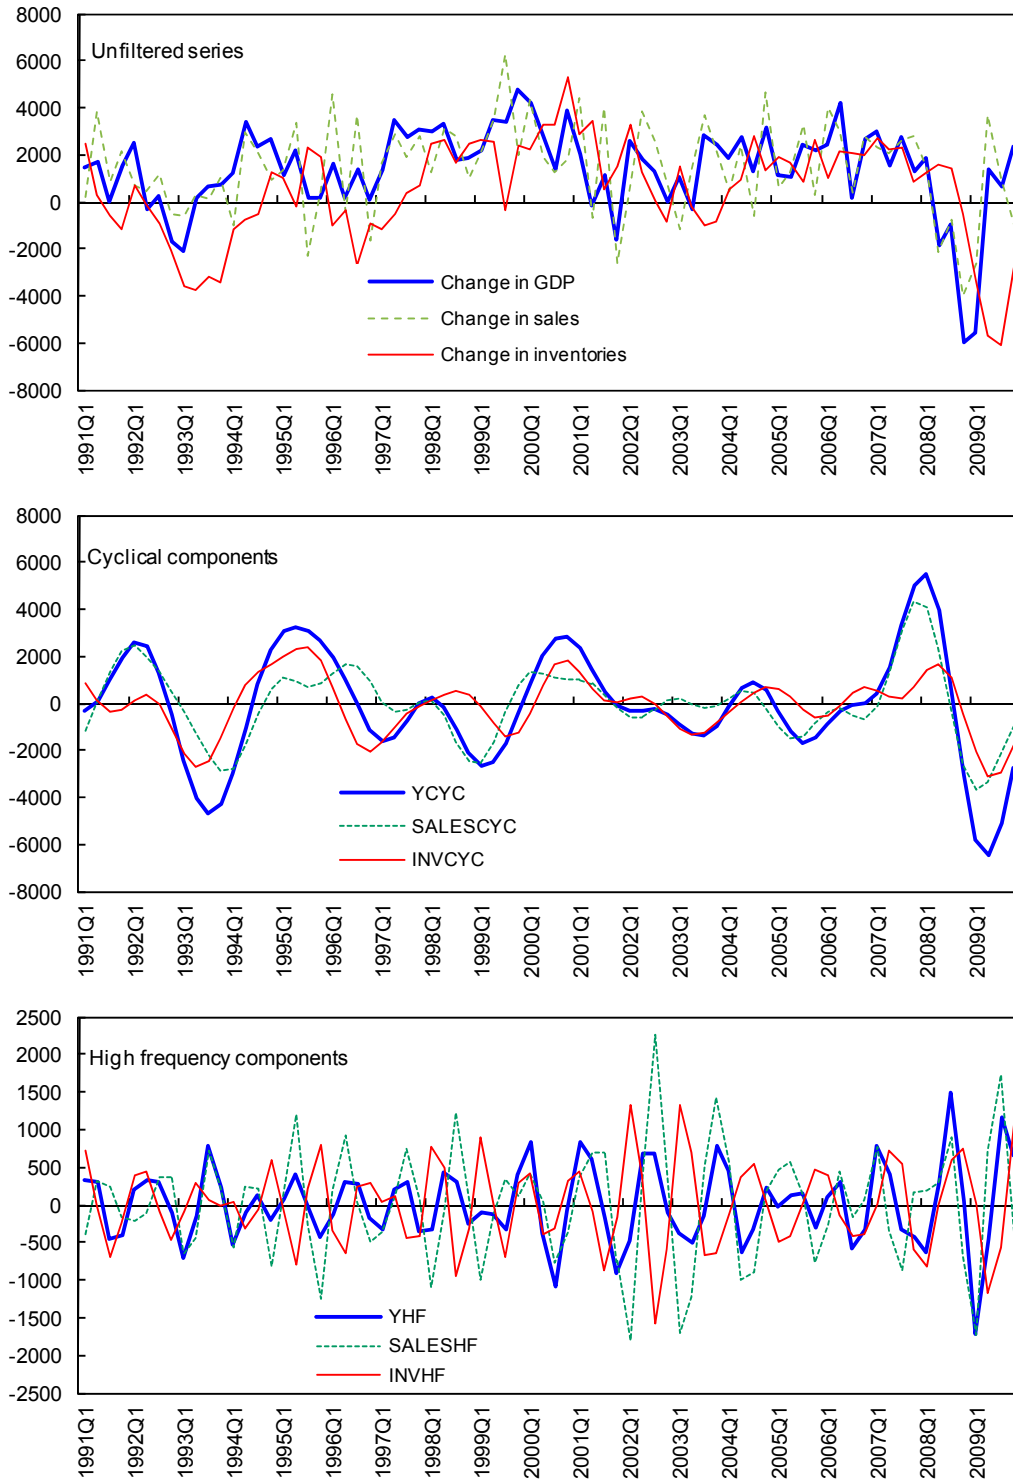 8000
Unfiltered series
6000
4000
2000
0
-2000
Change in GDP
-4000
Change in sales
Change in inventories
-6000
-8000
1991Q1 1992Q1 1993Q1 1994Q1 1995Q1 1996Q1 1997Q1 1998Q1 1999Q1 2000Q1 2001Q1 2002Q1 2003Q1 2004Q1 2005Q1 2006Q1 2007Q1 2008Q1 2009Q1
8000
Cyclical components
6000
4000
2000
0
-2000
-4000
YCYC
SALESCYC
-6000
INVCYC
-8000
1991Q1 1992Q1 1993Q1 1994Q1 1995Q1 1996Q1 1997Q1 1998Q1 1999Q1 2000Q1 2001Q1 2002Q1 2003Q1 2004Q1 2005Q1 2006Q1 2007Q1 2008Q1 2009Q1
2500
2000
High frequency components
1500
1000
500
0
-500
-1000
-1500
YHF
SALESHF
-2000
INVHF
-2500
1991Q1 1992Q1 1993Q1 1994Q1 1995Q1 1996Q1 1997Q1 1998Q1 1999Q1 2000Q1 2001Q1 2002Q1 2003Q1 2004Q1 2005Q1 2006Q1 2007Q1 2008Q1 2009Q1